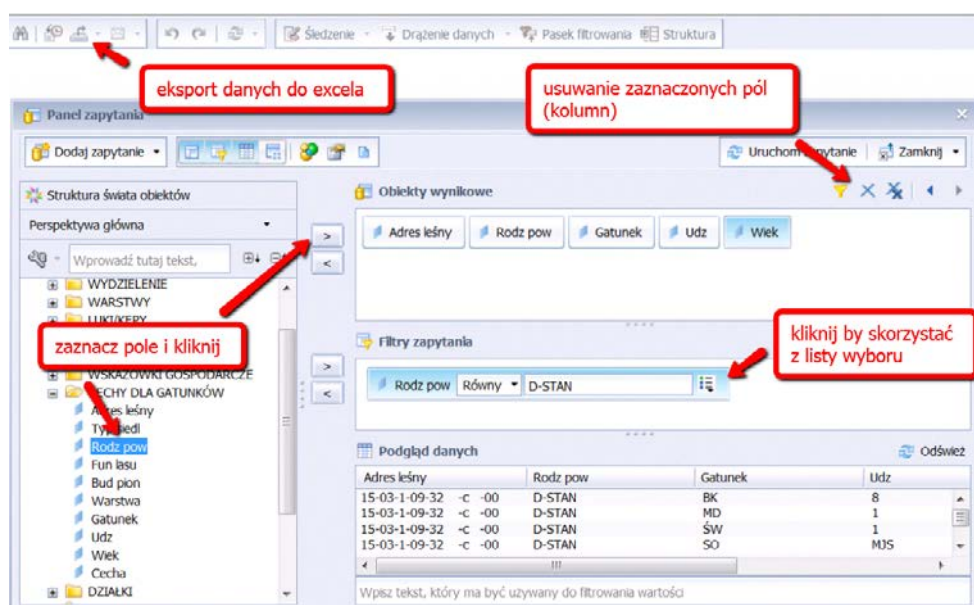 Śledzenie Drążenie danych Pasek filtrowania Struktura
eksport danych do excela
usuwanie zaznaczonych pól
(kolumn)
Panel zapytania
Dodaj zapytanie
Uruchom zapytanie Zamknij
Struktura świata obiektów
Obiekty wynikowe
Perspektywa główna
Adres leśny Rodz pow Gatunek Udz Wiek
>
<
Wprowadź tutaj tekst,
WYDZIELENIE
WARSTWY
LUKI/KĘPY
zaznacz pole i kliknij
Filtry zapytania
kliknij by skorzystać
z listy wyboru
WSKAZÓWKI GOSPODARCZE
>
<
Rodz pow Równy D-STAN
CECHY DLA GATUNKÓW
Adres leśny
Typ siedl
Rodz pow
Fun lasu
Bud pion
Warstwa
Gatunek
Udz
Wiek
Cecha
DZIAŁKI
Podgląd danych Odśwież
Adres leśny Rodz pow Gatunek Udz
15-03-1-09-32 -c -00 D-STAN BK 8
15-03-1-09-32 -c -00 D-STAN MD 1
15-03-1-09-32 -c -00 D-STAN ŚW 1
15-03-1-09-32 -c -00 D-STAN SO MJS
Wpisz tekst, który ma być używany do filtrowania wartości